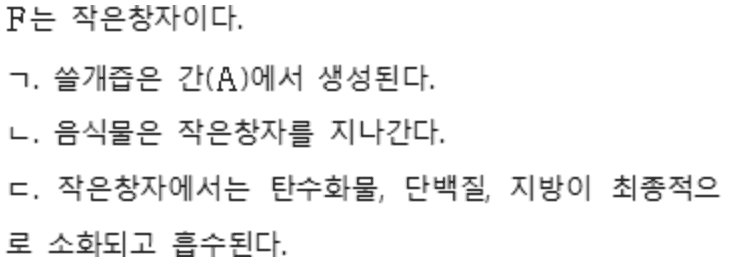 F는 작은창자이다.
ㄱ. 쓸개즙은 간(A)에서 생성된다.
ㄴ. 음식물은 작은창자를 지나간다.
ㄷ. 작은창자에서는 탄수화물, 단백질, 지방이 최종적으
로 소화되고 흡수된다.